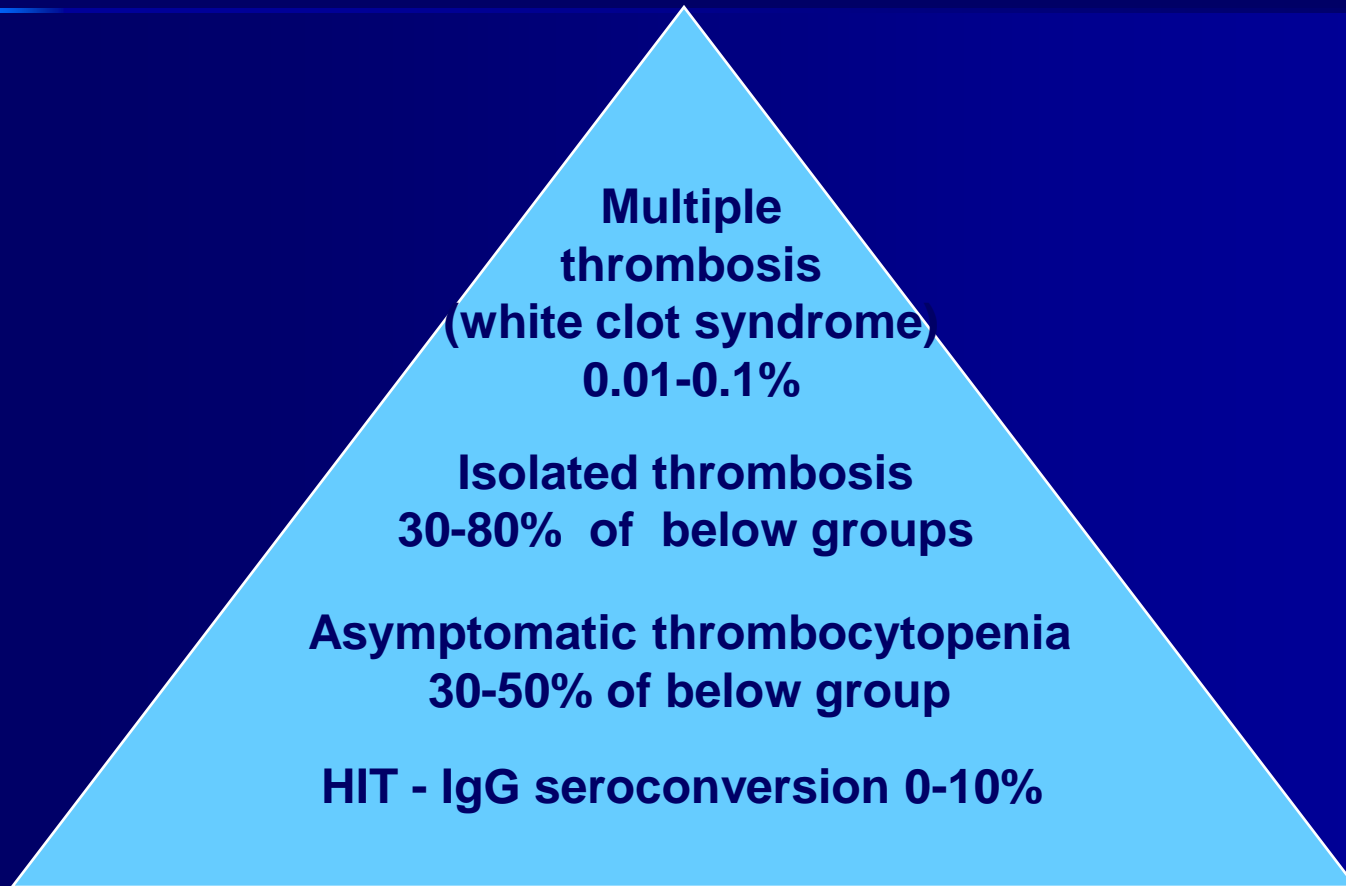 Multiple
thrombosis
(white clot syndrome)
0.01-0.1%
Isolated thrombosis
30-80% of below groups
Asymptomatic thrombocytopenia
30-50% of below group
HIT - IgG seroconversion 0-10%